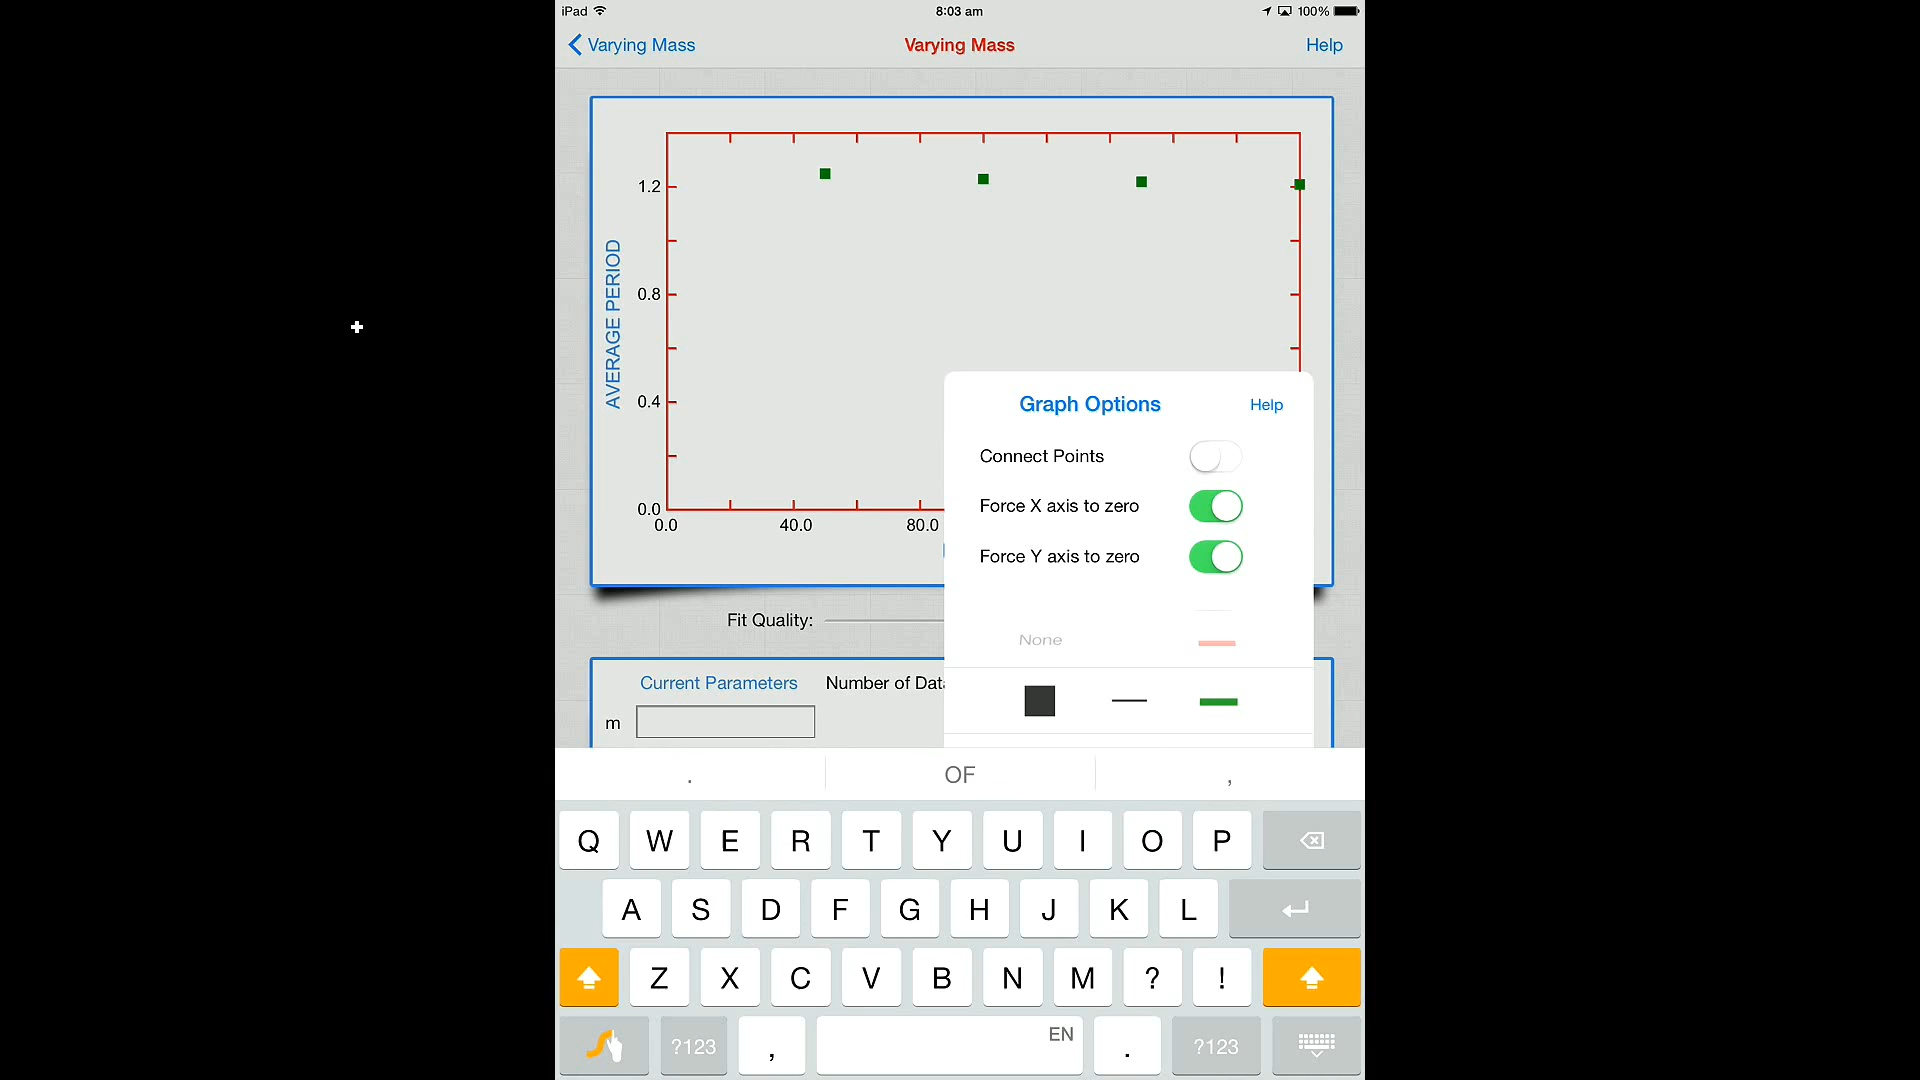 iPad 8:03 am 100%
Varying Mass Varying Mass Help
AVERAGE PERIOD
1.2
0.8
0.4
0.0
0.0 40.0 80.0
Graph Options Help
Connect Points
Force X axis to zero
Force Y axis to zero
None
Fit Quality:
Current Parameters Number of Data
m
. OF ,
Q W E R T Y U I O P
A S D F G H J K L
Z X C V B N M ? !
?123 , EN . ?123